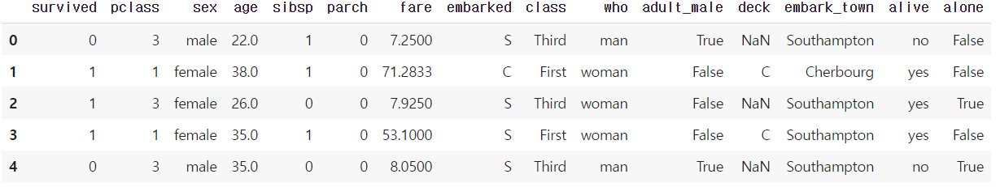 survived pclass sex age sibsp parch fare embarked class who adult_male deck embark_town alive alone
0 0 3 male 22.0 1 0 7.2500 S Third man True NaN Southampton no False
1 1 1 female 38.0 1 0 71.2833 C First woman False C Cherbourg yes False
2 1 3 female 26.0 0 0 7.9250 S Third woman False NaN Southampton yes True
3 1 1 female 35.0 1 0 53.1000 S First woman False C Southampton yes False
4 0 3 male 35.0 0 0 8.0500 S Third man True NaN Southampton no True